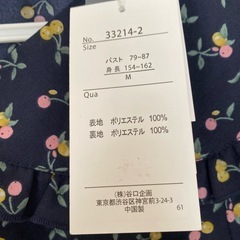 No. 33214-2
Size
バスト 79~87
身長 154~162
M
Qua
表地 ポリエステル 100%
裏地 ポリエステル 100%
(株)谷口企画
東京都渋谷区神宮前3-24-3
中国製
61